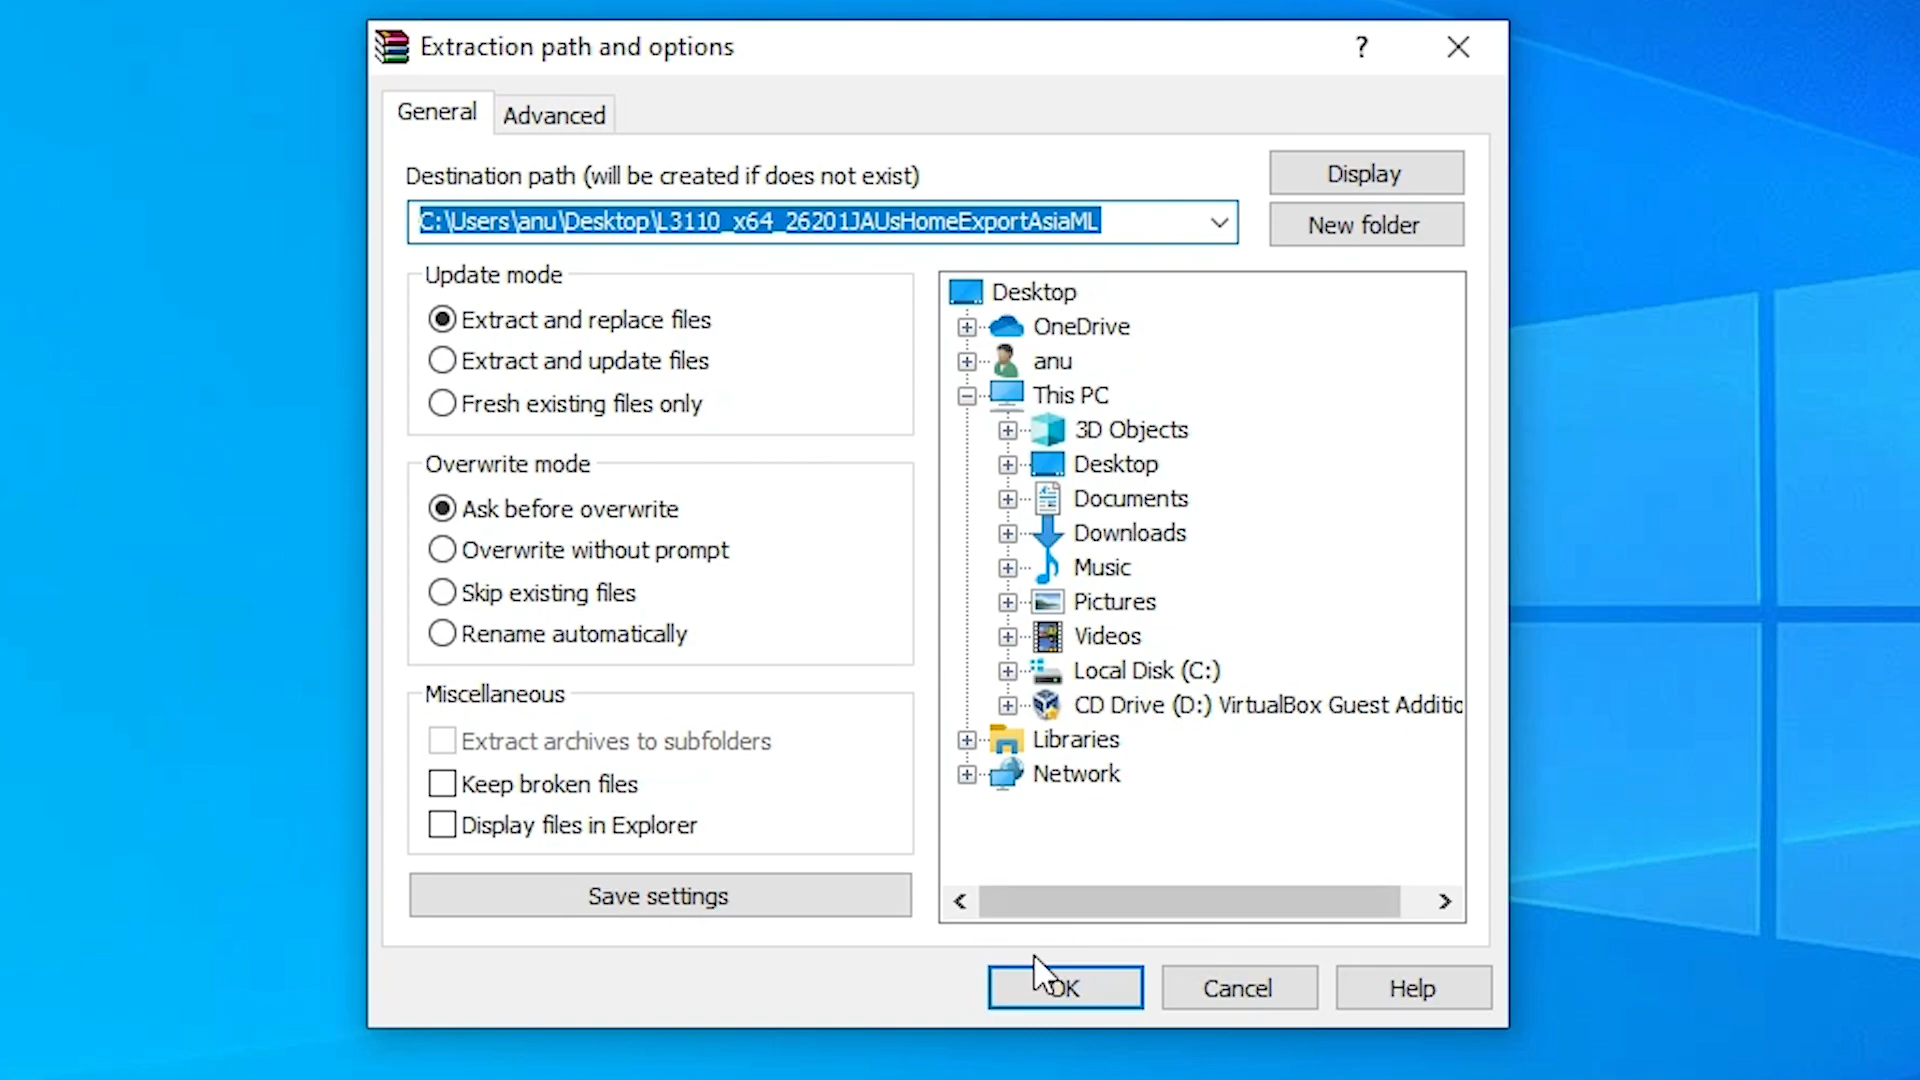 Extraction path and options
?
General
Advanced
Destination path (will be created if does not exist)
Display
C:\Users\anu\Desktop\L3110_x64_26201JAUsHomeExportAsiaML
New folder
Update mode
Extract and replace files
Extract and update files
Fresh existing files only
Overwrite mode
Ask before overwrite
Overwrite without prompt
Skip existing files
Rename automatically
Miscellaneous
Extract archives to subfolders
Keep broken files
Display files in Explorer
Save settings
Desktop
OneDrive
anu
This PC
3D Objects
Desktop
Documents
Downloads
Music
Pictures
Videos
Local Disk (C:)
CD Drive (D:) VirtualBox Guest Additio
Libraries
Network
OK
Cancel
Help